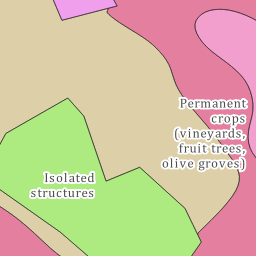 Permanent
crops
(vineyards,
fruit trees,
olive groves)
Isolated
structures